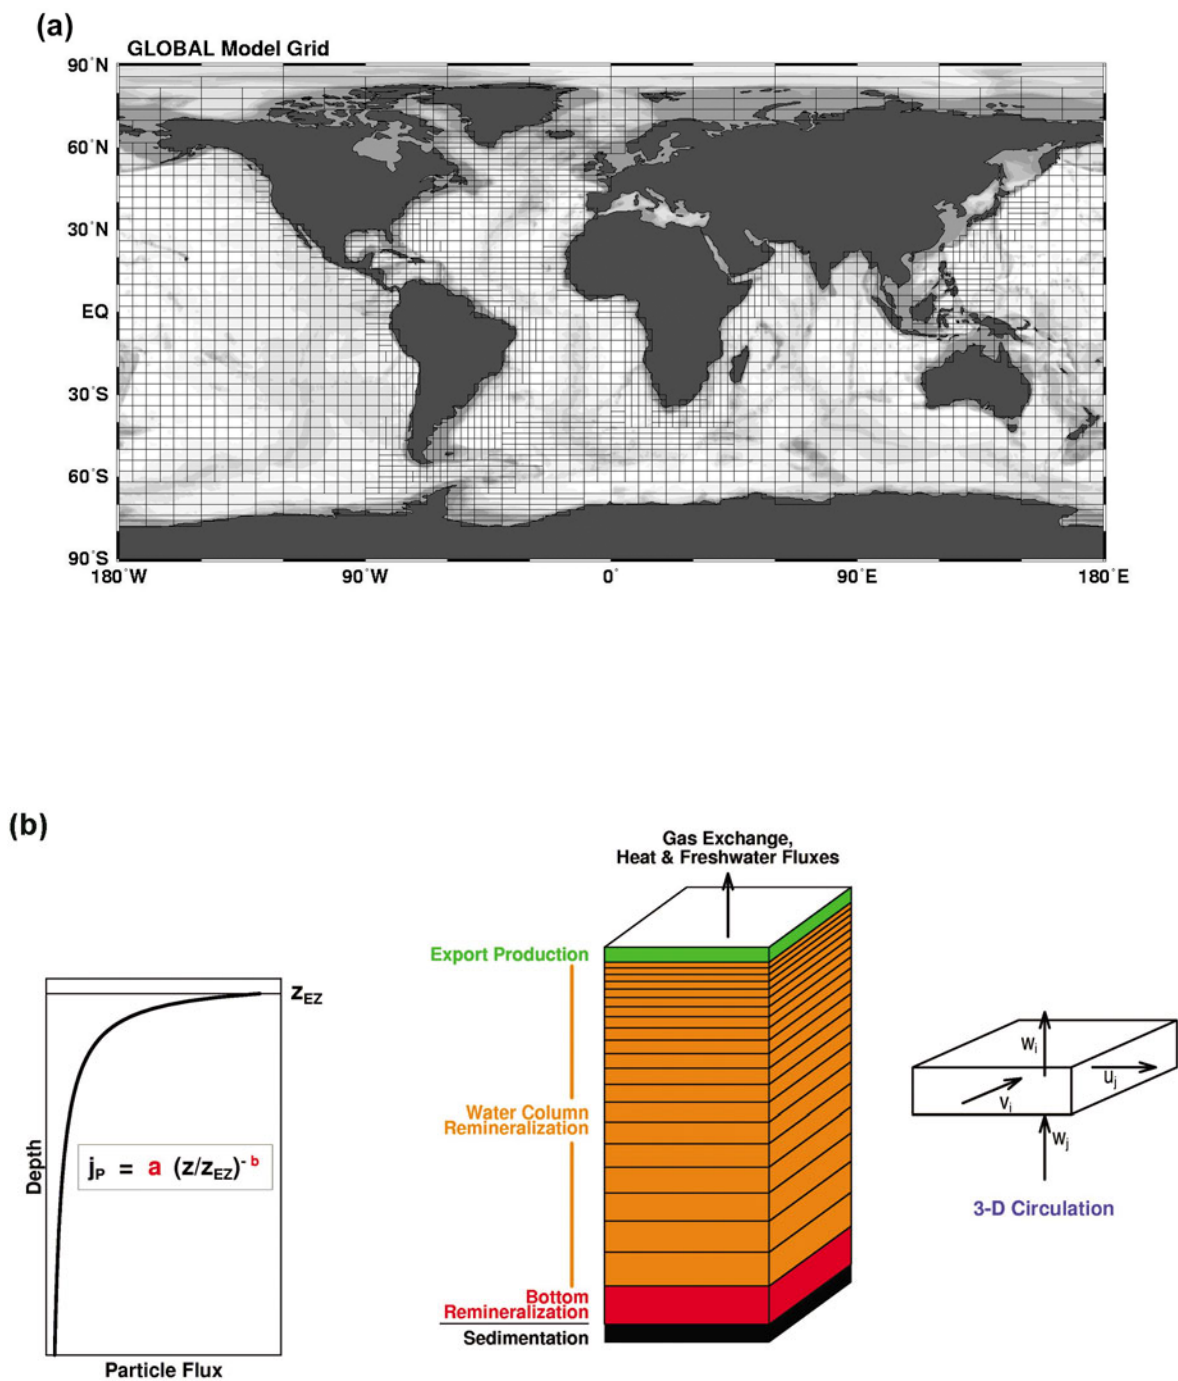 (a)
GLOBAL Model Grid
90°N
60°N
30°N
EQ
30°S
60°S
90°S
180°W
90°W
0°
90°E
180°E
(b)
Gas Exchange,
Heat & Freshwater Fluxes
Export Production
z_EZ
w_i
u_j
v_i
Water Column
Remineralization
w_j
Depth
j_P = a (z/z_EZ)^-b
3-D Circulation
Bottom
Remineralization
Sedimentation
Particle Flux